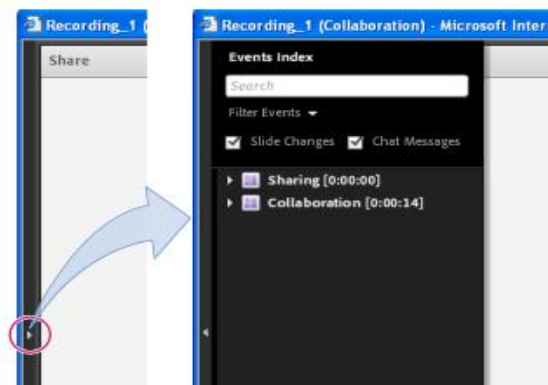 Recording_1 (
Share
Recording_1 (Collaboration) - Microsoft Inter
Events Index
Search
Filter Events
Slide Changes Chat Messages
Sharing [0:00:00]
Collaboration [0:00:14]